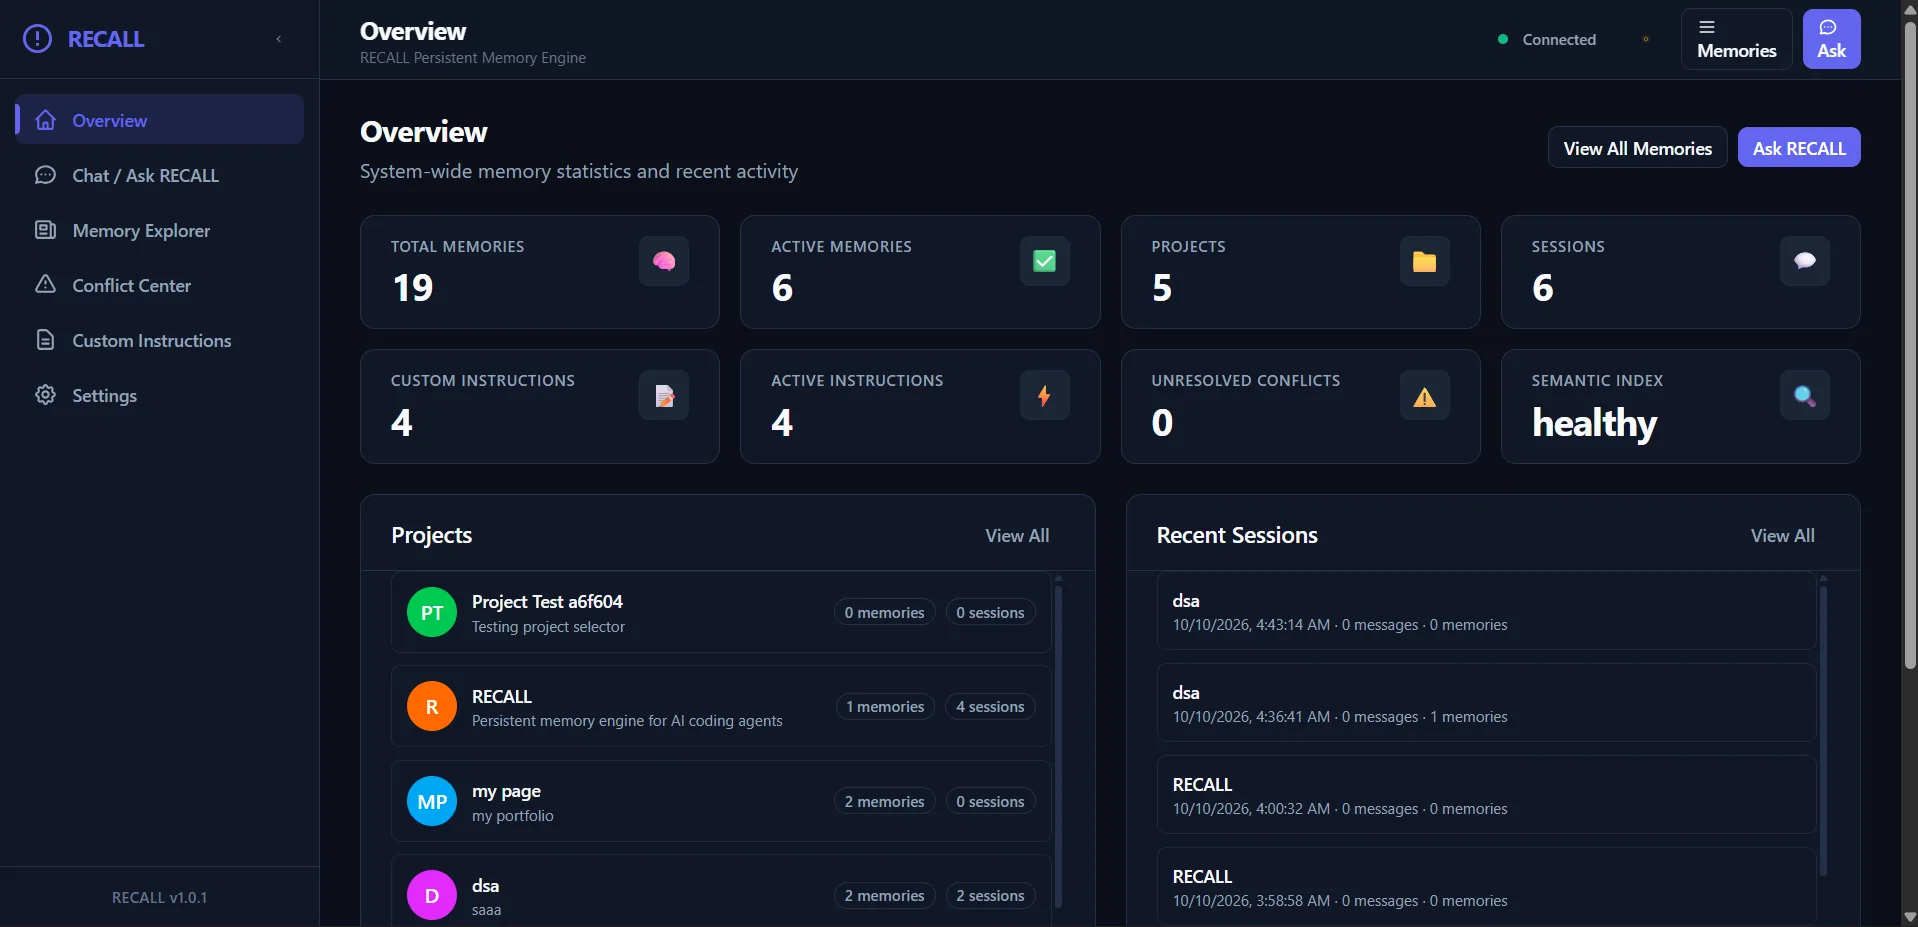 RECALL
Overview
Chat / Ask RECALL
Memory Explorer
Conflict Center
Custom Instructions
Settings
RECALL v1.0.1
Overview
RECALL Persistent Memory Engine
Connected
Memories
Ask
Overview
System-wide memory statistics and recent activity
View All Memories
Ask RECALL
TOTAL MEMORIES
19
ACTIVE MEMORIES
6
PROJECTS
5
SESSIONS
6
CUSTOM INSTRUCTIONS
4
ACTIVE INSTRUCTIONS
4
UNRESOLVED CONFLICTS
0
SEMANTIC INDEX
healthy
Projects
View All
PT
Project Test a6f604
Testing project selector
0 memories
0 sessions
R
RECALL
Persistent memory engine for AI coding agents
1 memories
4 sessions
MP
my page
my portfolio
2 memories
0 sessions
D
dsa
saaa
2 memories
2 sessions
Recent Sessions
View All
dsa
10/10/2026, 4:43:14 AM · 0 messages · 0 memories
dsa
10/10/2026, 4:36:41 AM · 0 messages · 1 memories
RECALL
10/10/2026, 4:00:32 AM · 0 messages · 0 memories
RECALL
10/10/2026, 3:58:58 AM · 0 messages · 0 memories